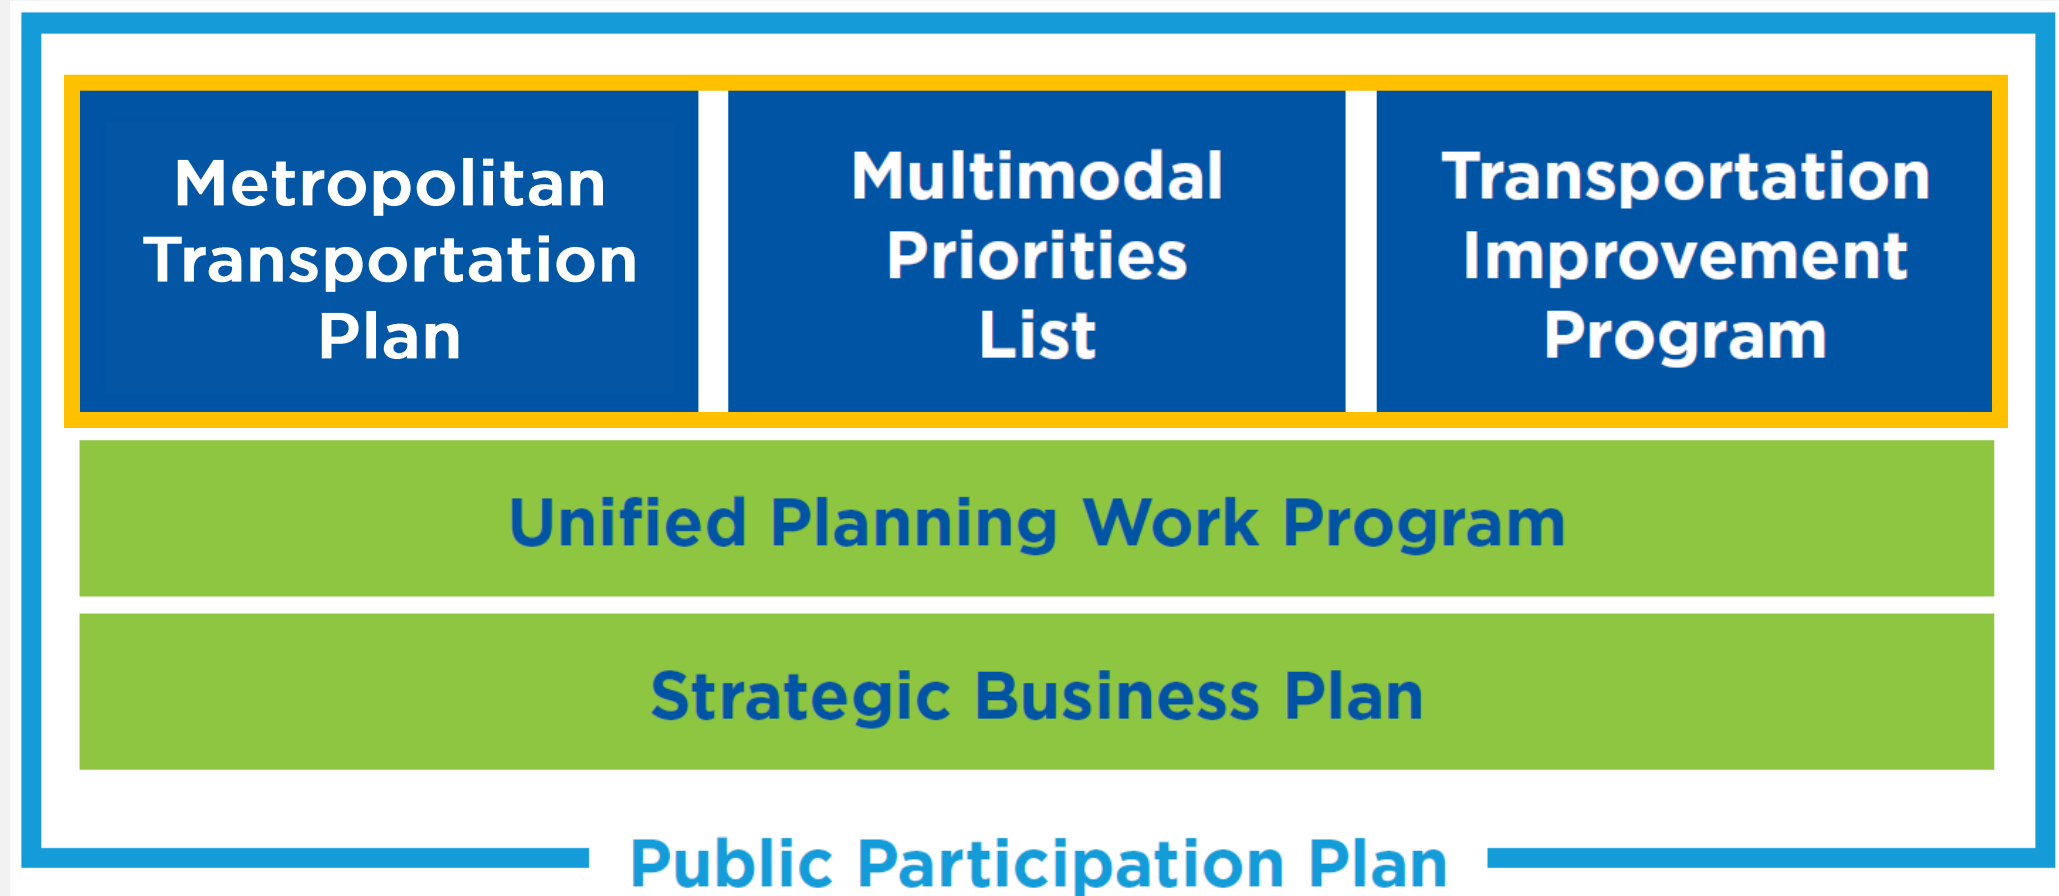 Metropolitan
Transportation
Plan
Multimodal
Priorities
List
Transportation
Improvement
Program
Unified Planning Work Program
Strategic Business Plan
Public Participation Plan